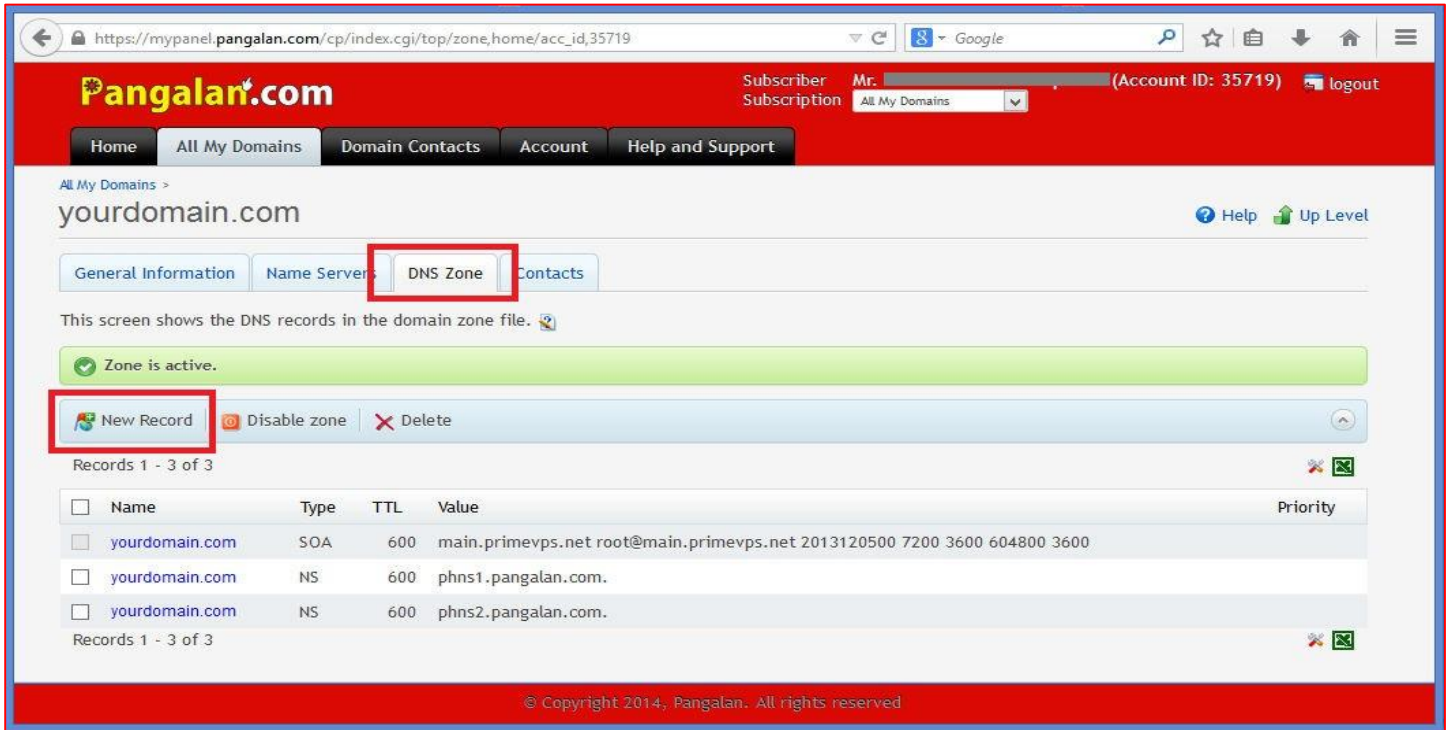 https://mypanel.pangalan.com/cp/index.cgi/top/zone,home/acc_id,35719
8 Google
Pangalan.com
Subscriber Mr. (Account ID: 35719) logout
Subscription All My Domains
Home All My Domains Domain Contacts Account Help and Support
All My Domains >
yourdomain.com
Help Up Level
General Information Name Servers DNS Zone Contacts
This screen shows the DNS records in the domain zone file.
Zone is active.
New Record Disable zone Delete
Records 1 - 3 of 3
Name Type TTL Value Priority
yourdomain.com SOA 600 main.primevps.net root@main.primevps.net 2013120500 7200 3600 604800 3600
yourdomain.com NS 600 phns1.pangalan.com.
yourdomain.com NS 600 phns2.pangalan.com.
Records 1 - 3 of 3
© Copyright 2014, Pangalan. All rights reserved